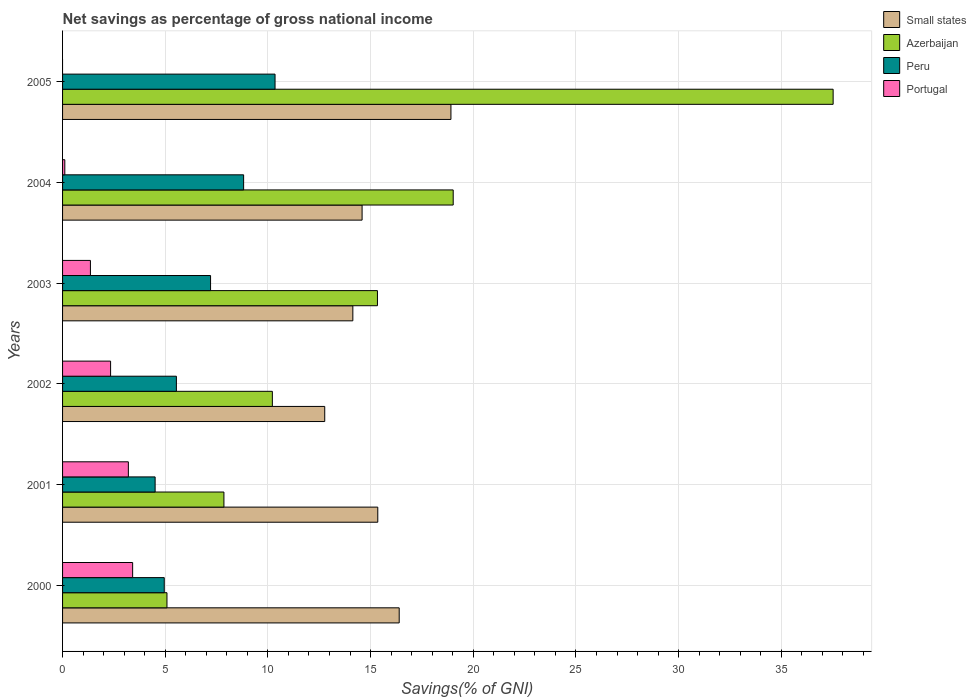 Net savings as percentage of gross national income
Small states
Azerbaijan
Peru
Portugal
Years
2005
2004
2003
2002
2001
2000
0
5
10
15
20
25
30
35
Savings(% of GNI)